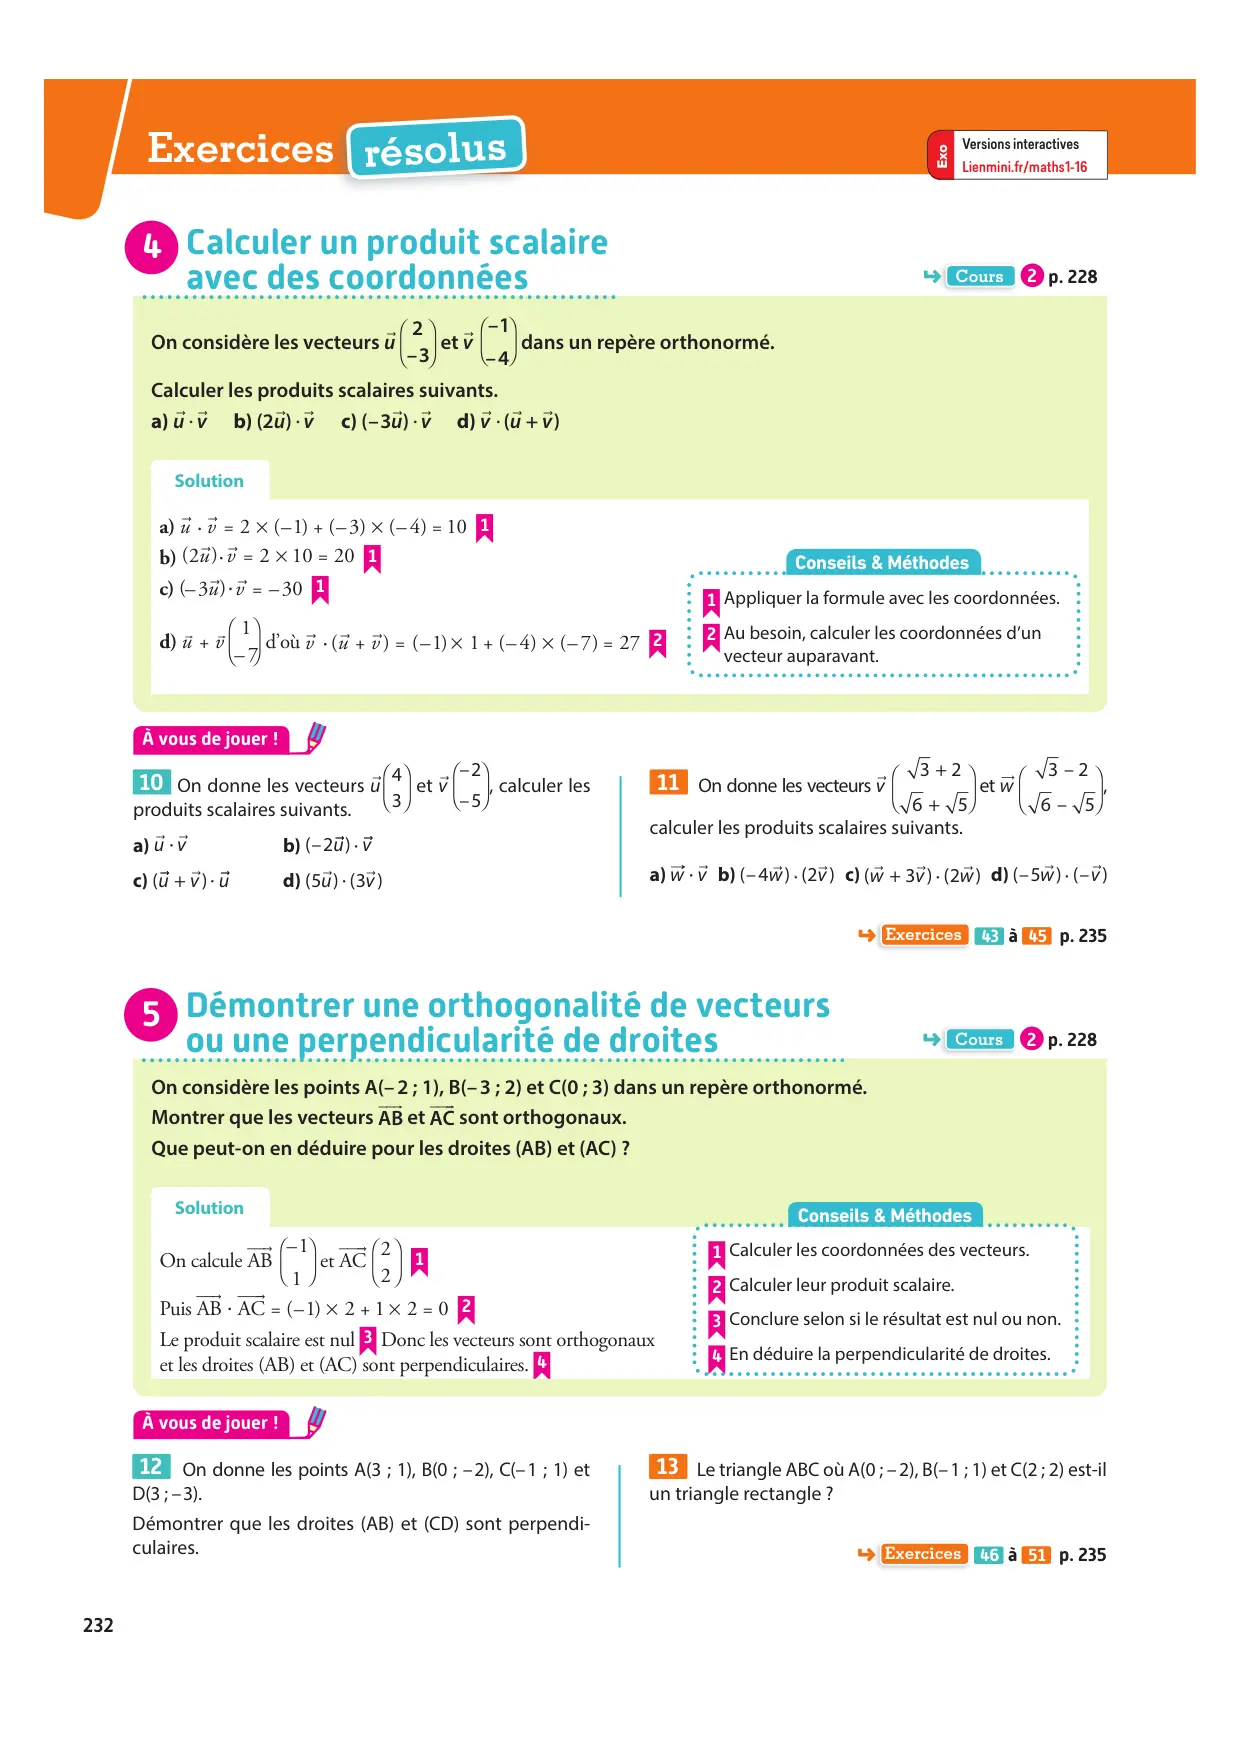 Exercices résolus
Exo
Versions interactives
Lienmini.fr/maths1-16
4 Calculer un produit scalaire
avec des coordonnées
↪ Cours 2 p. 228
On considère les vecteurs u⃗ (2 ; –3) et v⃗ (–1 ; –4) dans un repère orthonormé.
Calculer les produits scalaires suivants.
a) u⃗ · v⃗ b) (2u⃗) · v⃗ c) (–3u⃗) · v⃗ d) v⃗ · (u⃗ + v⃗)
Solution
a) u⃗ · v⃗ = 2 × (–1) + (–3) × (–4) = 10 1
b) (2u⃗) · v⃗ = 2 × 10 = 20 1
c) (–3u⃗) · v⃗ = –30 1
d) u⃗ + v⃗ (1 ; –7) d'où v⃗ · (u⃗ + v⃗) = (–1) × 1 + (–4) × (–7) = 27 2
Conseils & Méthodes
1 Appliquer la formule avec les coordonnées.
2 Au besoin, calculer les coordonnées d'un
vecteur auparavant.
À vous de jouer !
10 On donne les vecteurs u⃗ (4 ; 3) et v⃗ (–2 ; –5), calculer les
produits scalaires suivants.
a) u⃗ · v⃗ b) (–2u⃗) · v⃗
c) (u⃗ + v⃗) · u⃗ d) (5u⃗) · (3v⃗)
11 On donne les vecteurs v⃗ (√3 + 2 ; √6 + √5) et w⃗ (√3 – 2 ; √6 – √5),
calculer les produits scalaires suivants.
a) w⃗ · v⃗ b) (–4w⃗) · (2v⃗) c) (w⃗ + 3v⃗) · (2w⃗) d) (–5w⃗) · (–v⃗)
↪ Exercices 43 à 45 p. 235
5 Démontrer une orthogonalité de vecteurs
ou une perpendicularité de droites
↪ Cours 2 p. 228
On considère les points A(–2 ; 1), B(–3 ; 2) et C(0 ; 3) dans un repère orthonormé.
Montrer que les vecteurs AB⃗ et AC⃗ sont orthogonaux.
Que peut-on en déduire pour les droites (AB) et (AC) ?
Solution
On calcule AB⃗ (–1 ; 1) et AC⃗ (2 ; 2) 1
Puis AB⃗ · AC⃗ = (–1) × 2 + 1 × 2 = 0 2
Le produit scalaire est nul 3 Donc les vecteurs sont orthogonaux
et les droites (AB) et (AC) sont perpendiculaires. 4
Conseils & Méthodes
1 Calculer les coordonnées des vecteurs.
2 Calculer leur produit scalaire.
3 Conclure selon si le résultat est nul ou non.
4 En déduire la perpendicularité de droites.
À vous de jouer !
12 On donne les points A(3 ; 1), B(0 ; –2), C(–1 ; 1) et
D(3 ; –3).
Démontrer que les droites (AB) et (CD) sont perpendi-
culaires.
13 Le triangle ABC où A(0 ; –2), B(–1 ; 1) et C(2 ; 2) est-il
un triangle rectangle ?
↪ Exercices 46 à 51 p. 235
232